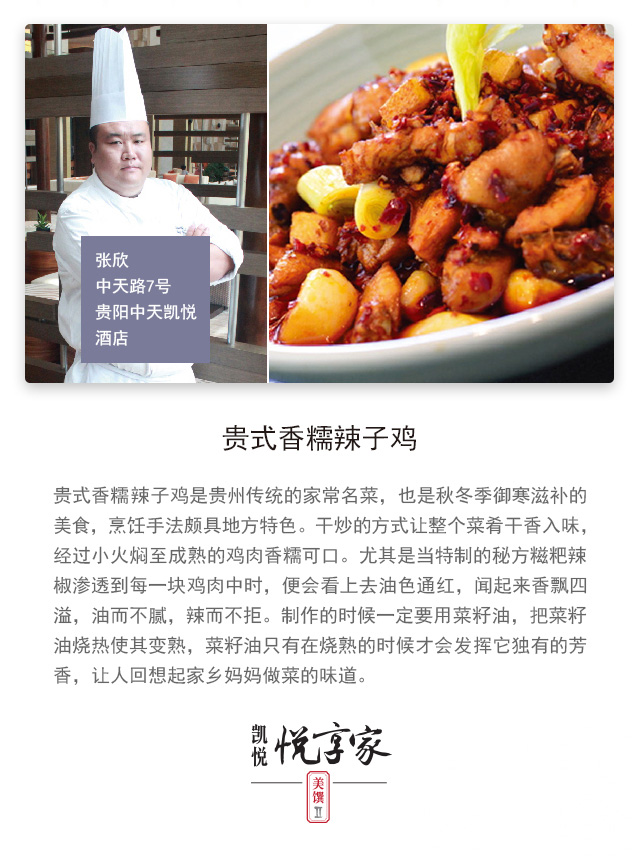 张欣
中天路7号
贵阳中天凯悦
酒店
贵式香糯辣子鸡
贵式香糯辣子鸡是贵州传统的家常名菜，也是秋冬季御寒滋补的
美食，烹饪手法颇具地方特色。干炒的方式让整个菜肴干香入味，
经过小火焖至成熟的鸡肉香糯可口。尤其是当特制的秘方糍粑辣
椒渗透到每一块鸡肉中时，便会看上去油色通红，闻起来香飘四
溢，油而不腻，辣而不拒。制作的时候一定要用菜籽油，把菜籽
油烧热使其变熟，菜籽油只有在烧熟的时候才会发挥它独有的芳
香，让人回想起家乡妈妈做菜的味道。
凯悦
悦享家
美馔